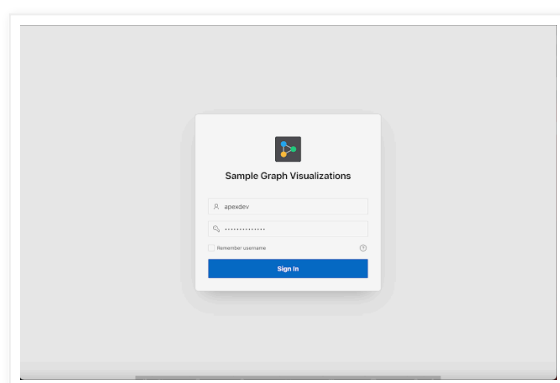 Sample Graph Visualizations
apexdev
••••••••••••••
Remember username
Sign In